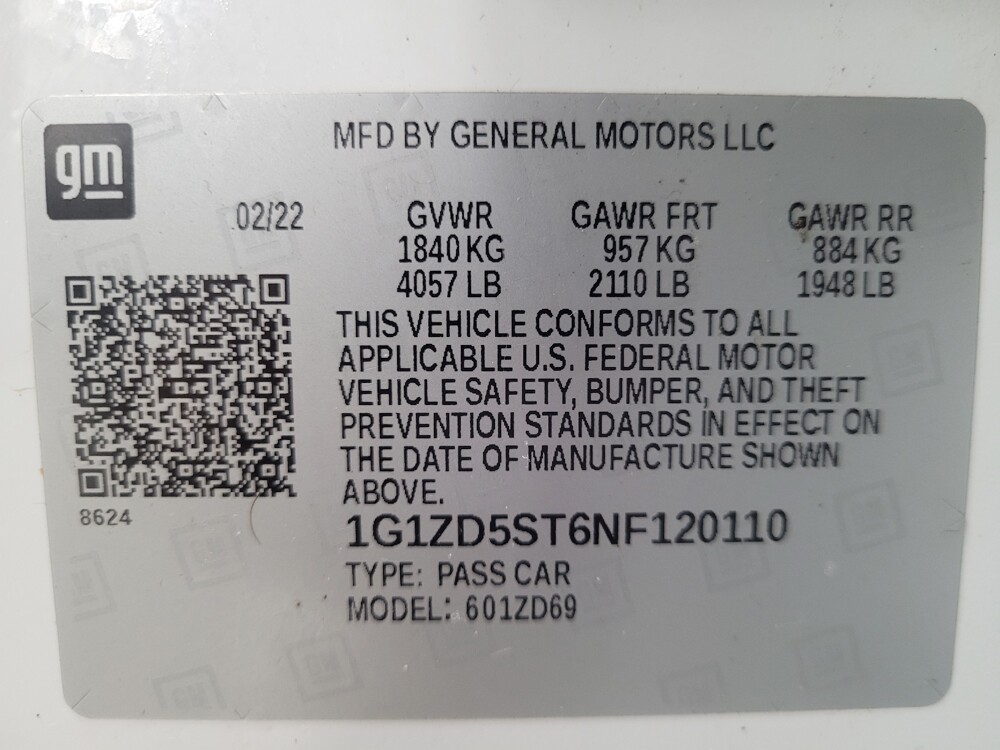 gm
MFD BY GENERAL MOTORS LLC
02/22 GVWR GAWR FRT GAWR RR
1840 KG 957 KG 884 KG
4057 LB 2110 LB 1948 LB
THIS VEHICLE CONFORMS TO ALL
APPLICABLE U.S. FEDERAL MOTOR
VEHICLE SAFETY, BUMPER, AND THEFT
PREVENTION STANDARDS IN EFFECT ON
THE DATE OF MANUFACTURE SHOWN
ABOVE.
8624
1G1ZD5ST6NF120110
TYPE: PASS CAR
MODEL: 601ZD69